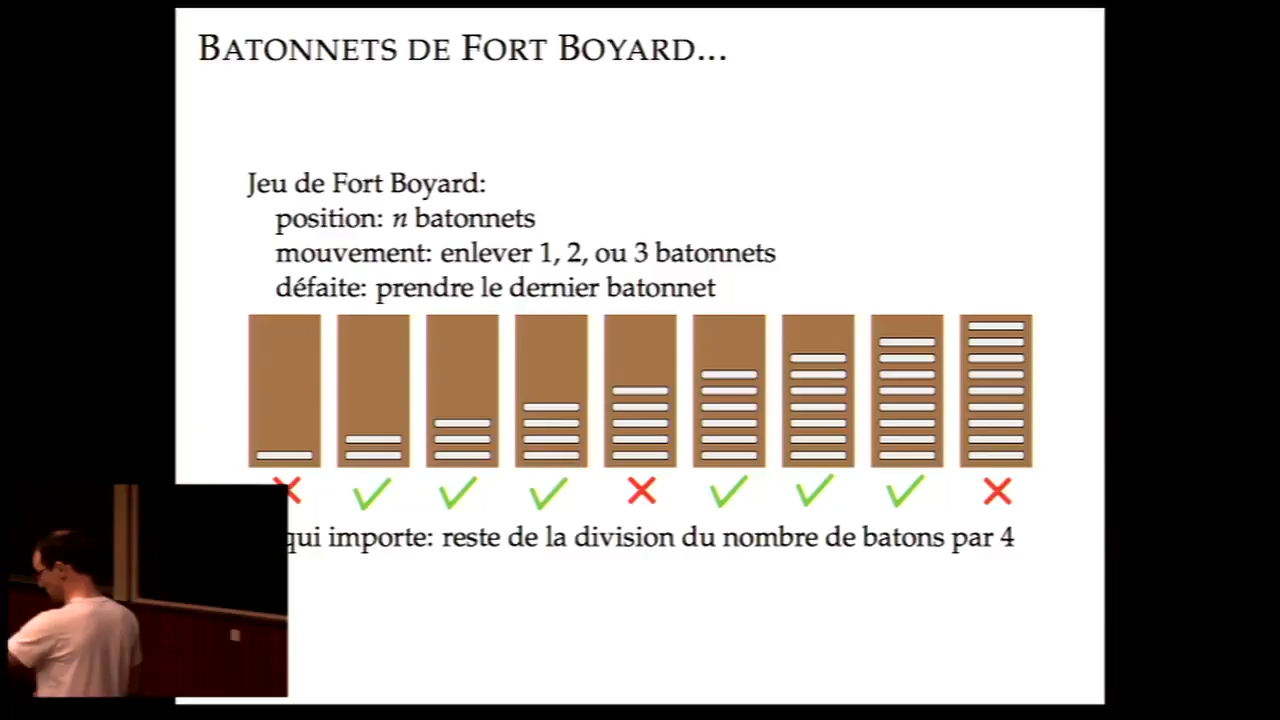 BATONNETS DE FORT BOYARD...
Jeu de Fort Boyard:
position: n batonnets
mouvement: enlever 1, 2, ou 3 batonnets
défaite: prendre le dernier batonnet
qui importe: reste de la division du nombre de batons par 4